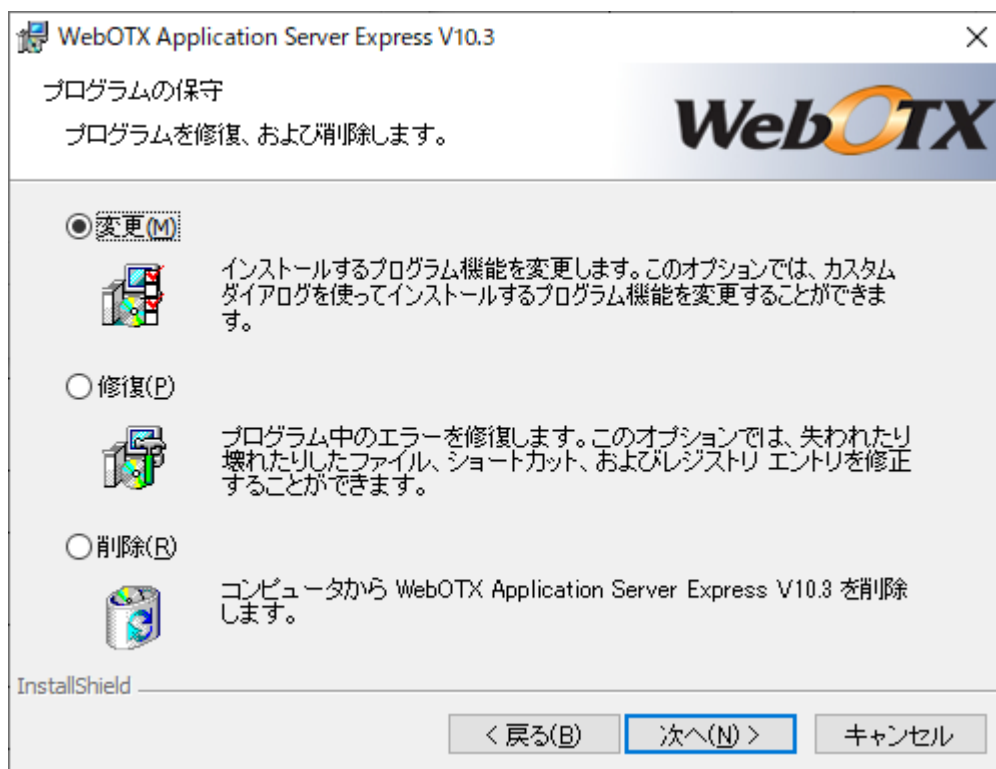 WebOTX Application Server Express V10.3
プログラムの保守
プログラムを修復、および削除します。
WebOTX
変更(M)
インストールするプログラム機能を変更します。このオプションでは、カスタム
ダイアログを使ってインストールするプログラム機能を変更することができま
す。
修復(P)
プログラム中のエラーを修復します。このオプションでは、失われたり
壊れたりしたファイル、ショートカット、およびレジストリ エントリを修正
することができます。
削除(R)
コンピュータから WebOTX Application Server Express V10.3 を削除
します。
InstallShield
< 戻る(B)
次へ(N) >
キャンセル